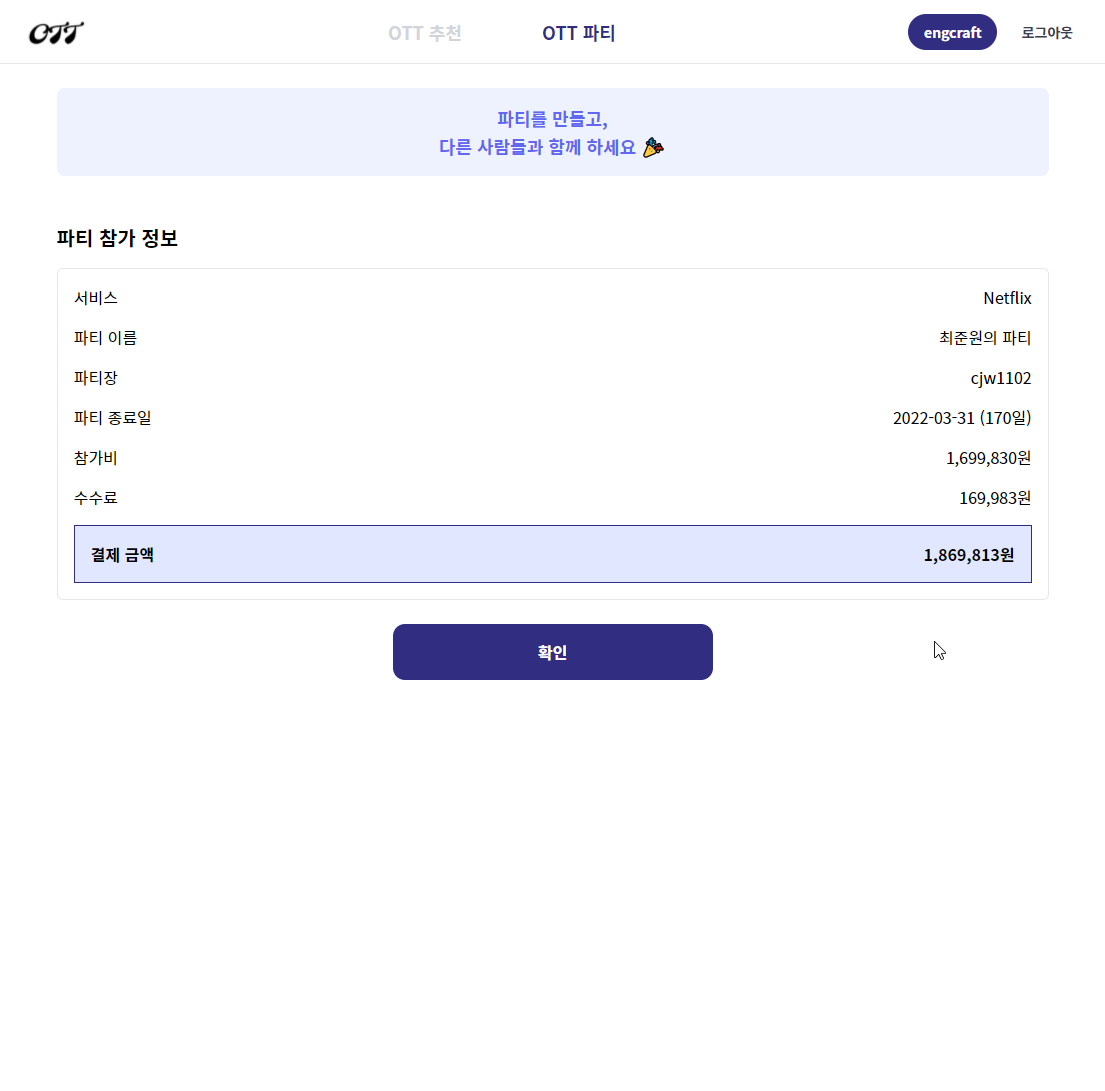 OTT
OTT 추천
OTT 파티
engcraft
로그아웃
파티를 만들고,
다른 사람들과 함께 하세요 🎉
파티 참가 정보
서비스 Netflix
파티 이름 최준원의 파티
파티장 cjw1102
파티 종료일 2022-03-31 (170일)
참가비 1,699,830원
수수료 169,983원
결제 금액 1,869,813원
확인